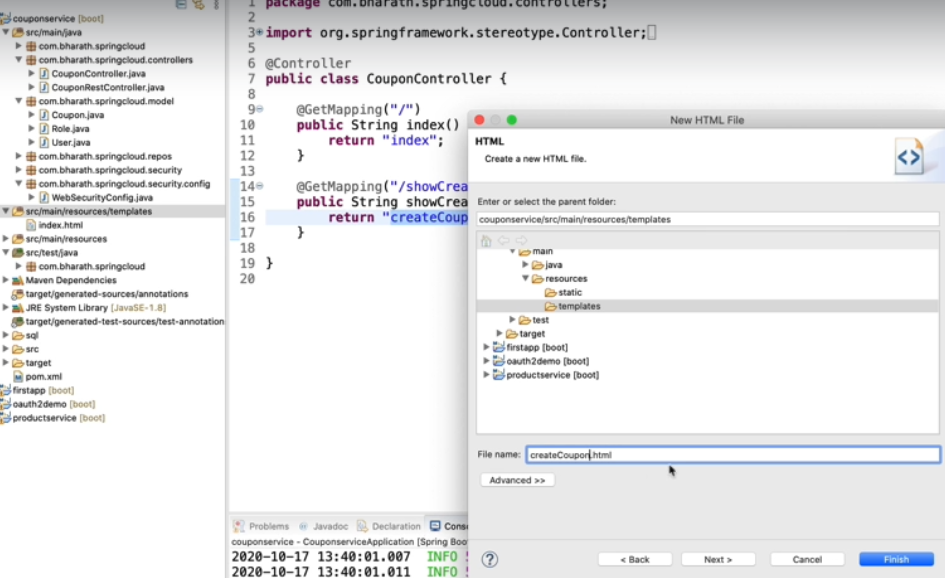 couponservice [boot]
src/main/java
com.bharath.springcloud
com.bharath.springcloud.controllers
CouponController.java
CouponRestController.java
com.bharath.springcloud.model
Coupon.java
Role.java
User.java
com.bharath.springcloud.repos
com.bharath.springcloud.security
com.bharath.springcloud.security.config
WebSecurityConfig.java
src/main/resources/templates
index.html
src/main/resources
src/test/java
com.bharath.springcloud
Maven Dependencies
target/generated-sources/annotations
JRE System Library [JavaSE-1.8]
target/generated-test-sources/test-annotation
sql
src
target
pom.xml
firstapp [boot]
oauth2demo [boot]
productservice [boot]
1 package com.bharath.springcloud.controllers;
2
3 import org.springframework.stereotype.Controller;
5
6 @Controller
7 public class CouponController {
8
9 @GetMapping("/")
10 public String index()
11 return "index";
12 }
13
14 @GetMapping("/showCrea
15 public String showCrea
16 return "createCoup
17 }
18
19 }
20
New HTML File
HTML
Create a new HTML file.
Enter or select the parent folder:
couponservice/src/main/resources/templates
main
java
resources
static
templates
test
target
firstapp [boot]
oauth2demo [boot]
productservice [boot]
File name: createCoupon.html
Advanced >>
? < Back Next > Cancel Finish
Problems @ Javadoc Declaration Conso
couponservice - CouponserviceApplication [Spring Boo
2020-10-17 13:40:01.007 INFO
2020-10-17 13:40:01.011 INFO